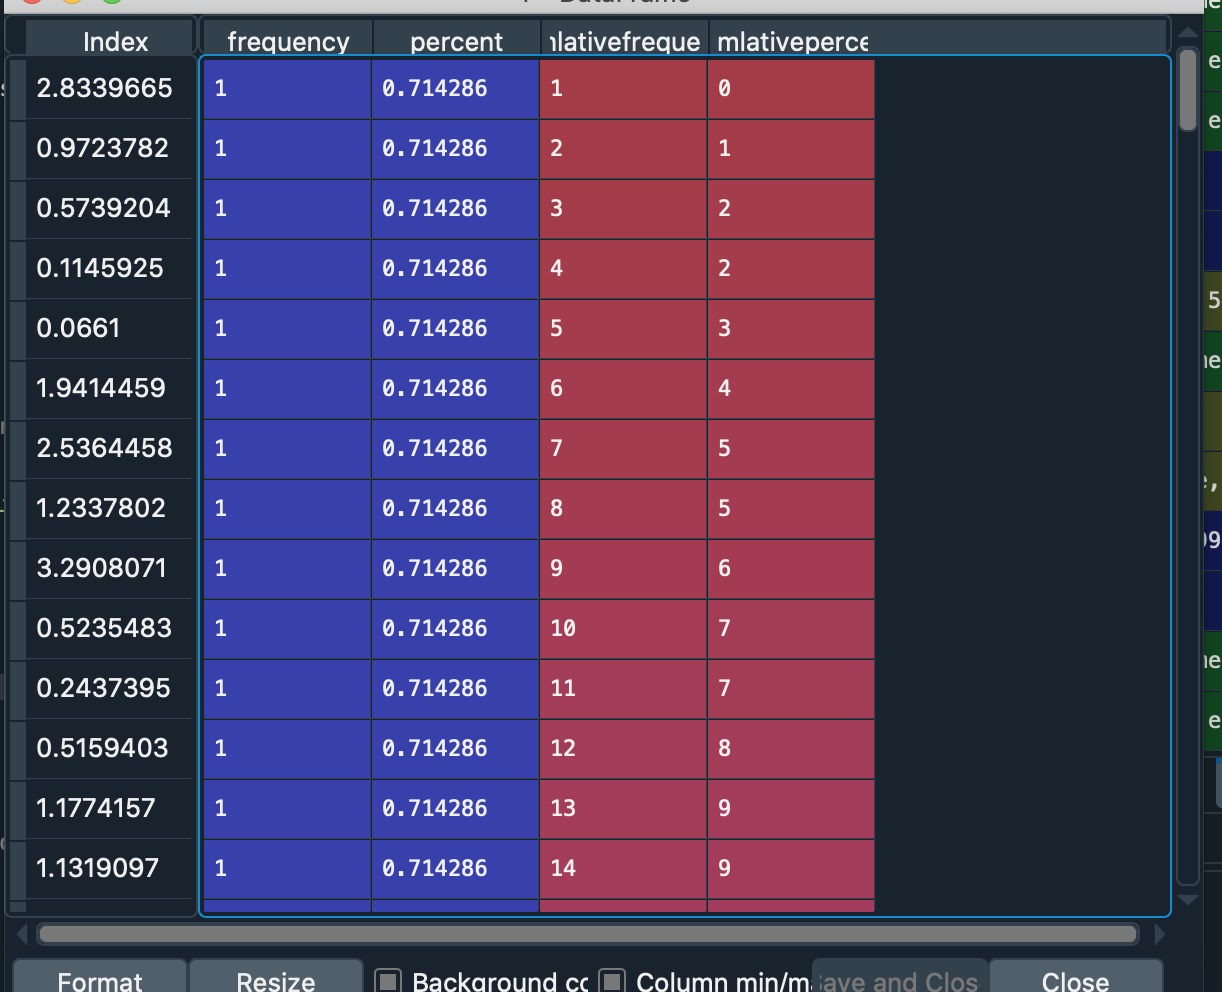 Index frequency percent ılativefreque mlativeperce
2.8339665 1 0.714286 1 0
0.9723782 1 0.714286 2 1
0.5739204 1 0.714286 3 2
0.1145925 1 0.714286 4 2
0.0661 1 0.714286 5 3
1.9414459 1 0.714286 6 4
2.5364458 1 0.714286 7 5
1.2337802 1 0.714286 8 5
3.2908071 1 0.714286 9 6
0.5235483 1 0.714286 10 7
0.2437395 1 0.714286 11 7
0.5159403 1 0.714286 12 8
1.1774157 1 0.714286 13 9
1.1319097 1 0.714286 14 9
Format Resize Background co Column min/ma ave and Clos Close